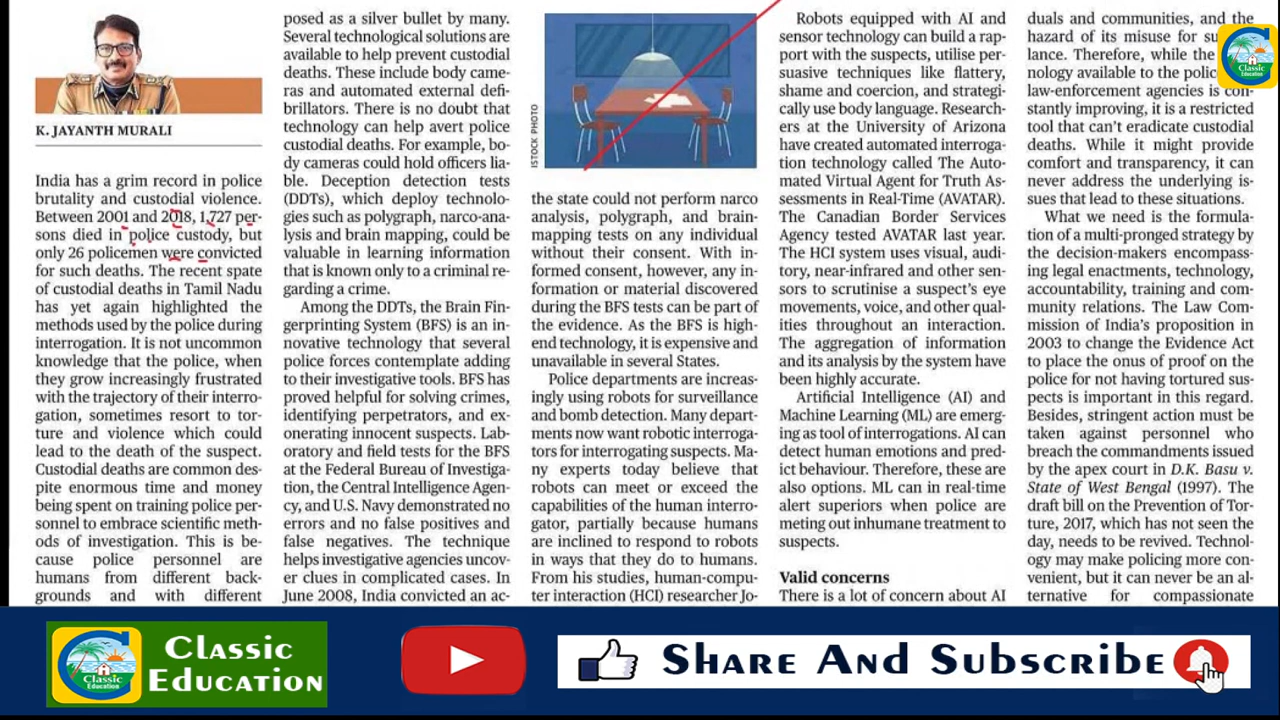 K. JAYANTH MURALI
India has a grim record in police
brutality and custodial violence.
Between 2001 and 2018, 1,727 per-
sons died in police custody, but
only 26 policemen were convicted
for such deaths. The recent spate
of custodial deaths in Tamil Nadu
has yet again highlighted the
methods used by the police during
interrogation. It is not uncommon
knowledge that the police, when
they grow increasingly frustrated
with the trajectory of their interro-
gation, sometimes resort to tor-
ture and violence which could
lead to the death of the suspect.
Custodial deaths are common des-
pite enormous time and money
being spent on training police per-
sonnel to embrace scientific meth-
ods of investigation. This is be-
cause police personnel are
humans from different back-
grounds and with different
posed as a silver bullet by many.
Several technological solutions are
available to help prevent custodial
deaths. These include body came-
ras and automated external defi-
brillators. There is no doubt that
technology can help avert police
custodial deaths. For example, bo-
dy cameras could hold officers lia-
ble. Deception detection tests
(DDTs), which deploy technolo-
gies such as polygraph, narco-ana-
lysis and brain mapping, could be
valuable in learning information
that is known only to a criminal re-
garding a crime.
Among the DDTs, the Brain Fin-
gerprinting System (BFS) is an in-
novative technology that several
police forces contemplate adding
to their investigative tools. BFS has
proved helpful for solving crimes,
identifying perpetrators, and ex-
onerating innocent suspects. Lab-
oratory and field tests for the BFS
at the Federal Bureau of Investiga-
tion, the Central Intelligence Agen-
cy, and U.S. Navy demonstrated no
errors and no false positives and
false negatives. The technique
helps investigative agencies uncov-
er clues in complicated cases. In
June 2008, India convicted an ac-
ISTOCK PHOTO
the state could not perform narco
analysis, polygraph, and brain-
mapping tests on any individual
without their consent. With in-
formed consent, however, any in-
formation or material discovered
during the BFS tests can be part of
the evidence. As the BFS is high-
end technology, it is expensive and
unavailable in several States.
Police departments are increas-
ingly using robots for surveillance
and bomb detection. Many depart-
ments now want robotic interroga-
tors for interrogating suspects. Ma-
ny experts today believe that
robots can meet or exceed the
capabilities of the human interro-
gator, partially because humans
are inclined to respond to robots
in ways that they do to humans.
From his studies, human-compu-
ter interaction (HCI) researcher Jo-
Robots equipped with AI and
sensor technology can build a rap-
port with the suspects, utilise per-
suasive techniques like flattery,
shame and coercion, and strategi-
cally use body language. Research-
ers at the University of Arizona
have created automated interroga-
tion technology called The Auto-
mated Virtual Agent for Truth As-
sessments in Real-Time (AVATAR).
The Canadian Border Services
Agency tested AVATAR last year.
The HCI system uses visual, audi-
tory, near-infrared and other sen-
sors to scrutinise a suspect's eye
movements, voice, and other qual-
ities throughout an interaction.
The aggregation of information
and its analysis by the system have
been highly accurate.
Artificial Intelligence (AI) and
Machine Learning (ML) are emerg-
ing as tool of interrogations. AI can
detect human emotions and pred-
ict behaviour. Therefore, these are
also options. ML can in real-time
alert superiors when police are
meting out inhumane treatment to
suspects.
Valid concerns
There is a lot of concern about AI
duals and communities, and the
hazard of its misuse for
lance. Therefore, while the
nology available to the
law-enforcement agencies is con-
stantly improving, it is a restricted
tool that can't eradicate custodial
deaths. While it might provide
comfort and transparency, it can
never address the underlying is-
sues that lead to these situations.
What we need is the formula-
tion of a multi-pronged strategy by
the decision-makers encompass-
ing legal enactments, technology,
accountability, training and com-
munity relations. The Law Com-
mission of India's proposition in
2003 to change the Evidence Act
to place the onus of proof on the
police for not having tortured sus-
pects is important in this regard.
Besides, stringent action must be
taken against personnel who
breach the commandments issued
by the apex court in D.K. Basu v.
State of West Bengal (1997). The
draft bill on the Prevention of Tor-
ture, 2017, which has not seen the
day, needs to be revived. Technol-
ogy may make policing more con-
venient, but it can never be an al-
ternative for compassionate
Classic
Education
Classic
Education
Classic
Education
Share And Subscribe